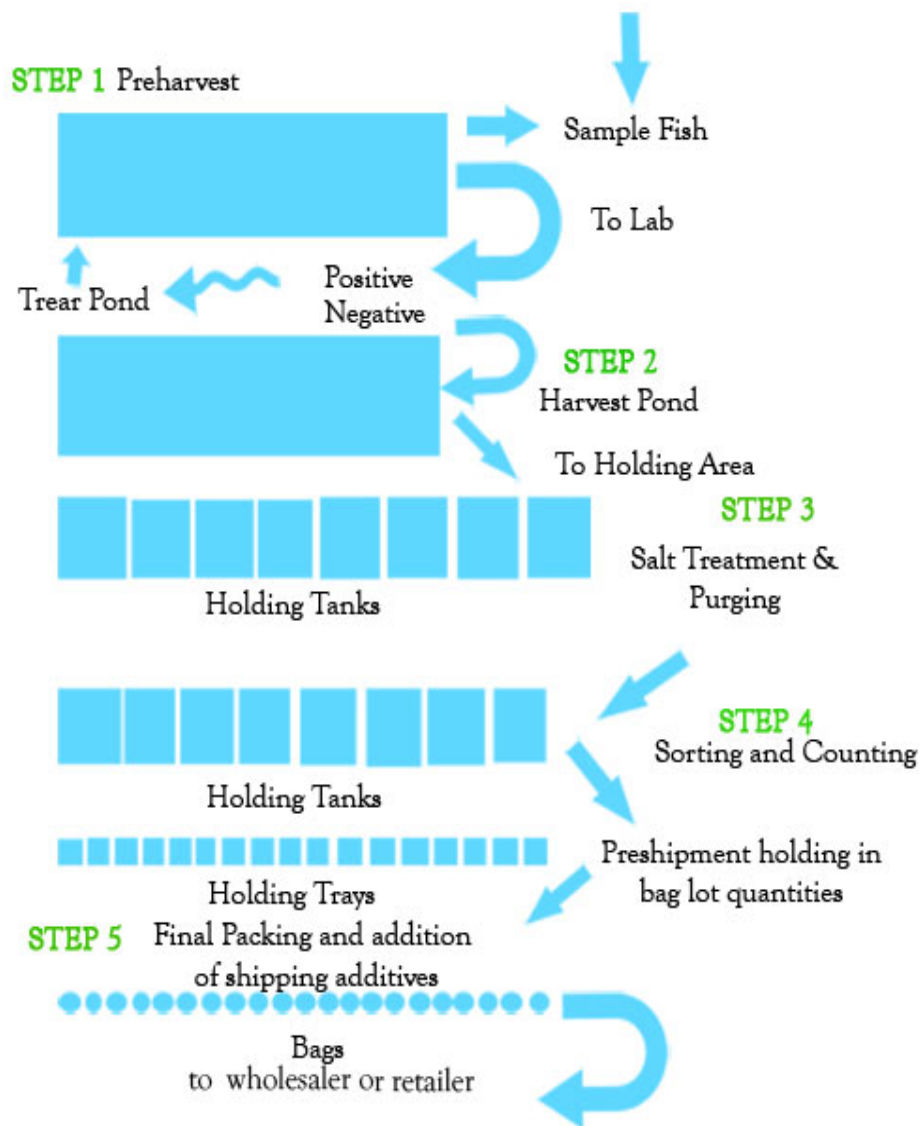 STEP 1 Preharvest
Sample Fish
To Lab
Positive
Negative
Trear Pond
STEP 2
Harvest Pond
To Holding Area
STEP 3
Salt Treatment &
Purging
Holding Tanks
STEP 4
Sorting and Counting
Holding Tanks
Preshipment holding in
bag lot quantities
Holding Trays
STEP 5 Final Packing and addition
of shipping additives
Bags
to wholesaler or retailer